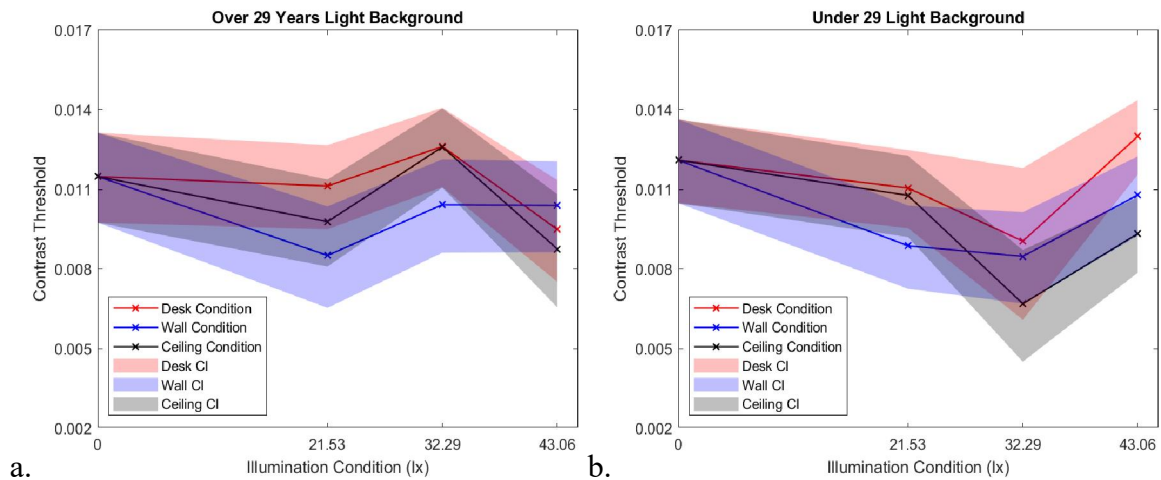 Over 29 Years Light Background
0.017
0.014
0.011
0.008
0.005
0.002
Contrast Threshold
Desk Condition
Wall Condition
Ceiling Condition
Desk CI
Wall CI
Ceiling CI
0 21.53 32.29 43.06
Illumination Condition (lx)
a.
Under 29 Light Background
0.017
0.014
0.011
0.008
0.005
0.002
Contrast Threshold
Desk Condition
Wall Condition
Ceiling Condition
Desk CI
Wall CI
Ceiling CI
0 21.53 32.29 43.06
Illumination Condition (lx)
b.